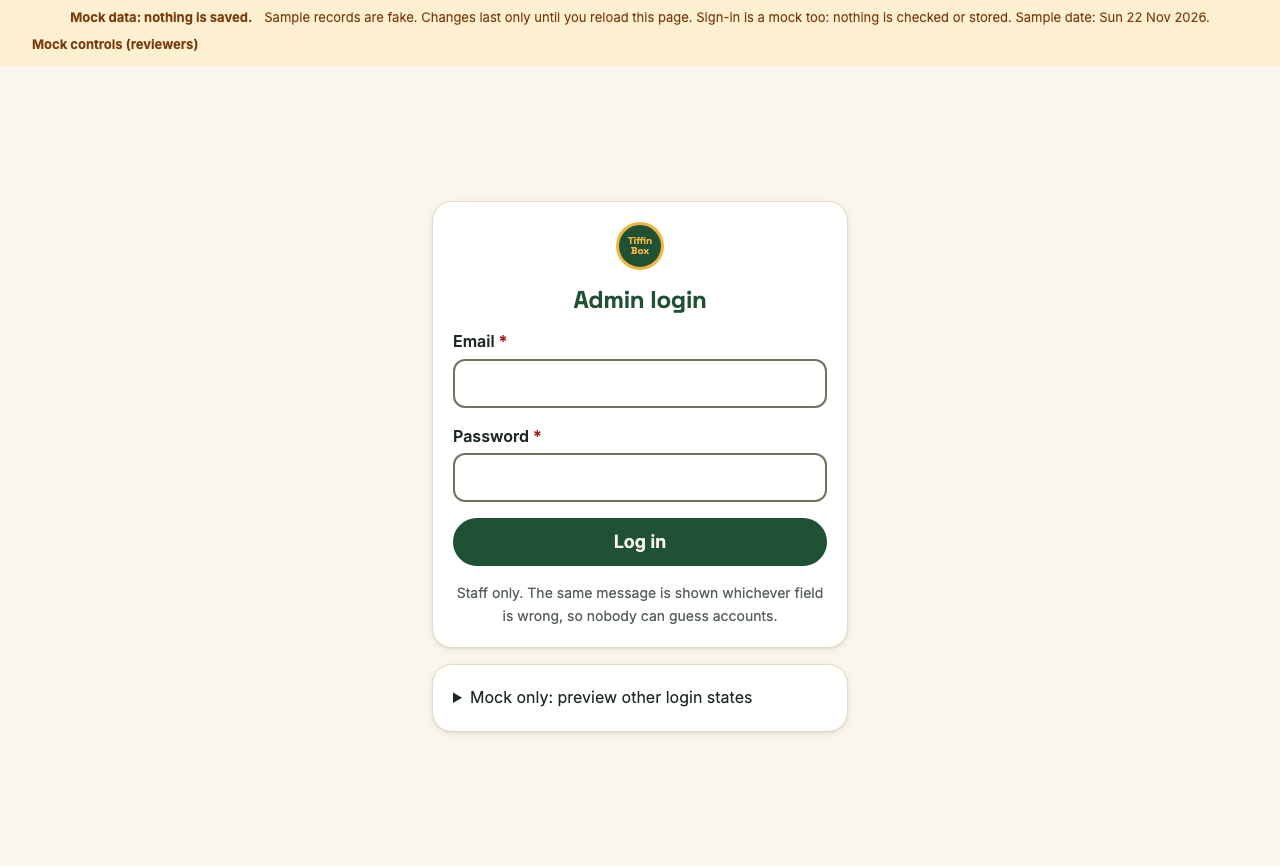 Mock data: nothing is saved. Sample records are fake. Changes last only until you reload this page. Sign-in is a mock too: nothing is checked or stored. Sample date: Sun 22 Nov 2026.
Mock controls (reviewers)
Tiffin
Box
Admin login
Email *
Password *
Log in
Staff only. The same message is shown whichever field
is wrong, so nobody can guess accounts.
Mock only: preview other login states